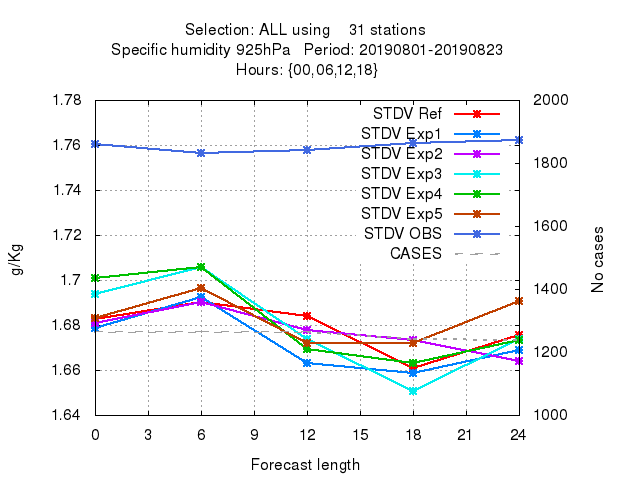 Selection: ALL using    31 stations
Specific humidity 925hPa   Period: 20190801-20190823
Hours: {00,06,12,18}
1.78
1.76
1.74
1.72
1.7
1.68
1.66
1.64
g/Kg
STDV Ref
STDV Exp1
STDV Exp2
STDV Exp3
STDV Exp4
STDV Exp5
STDV OBS
CASES
2000
1800
1600
1400
1200
1000
No cases
0 3 6 9 12 15 18 21 24
Forecast length